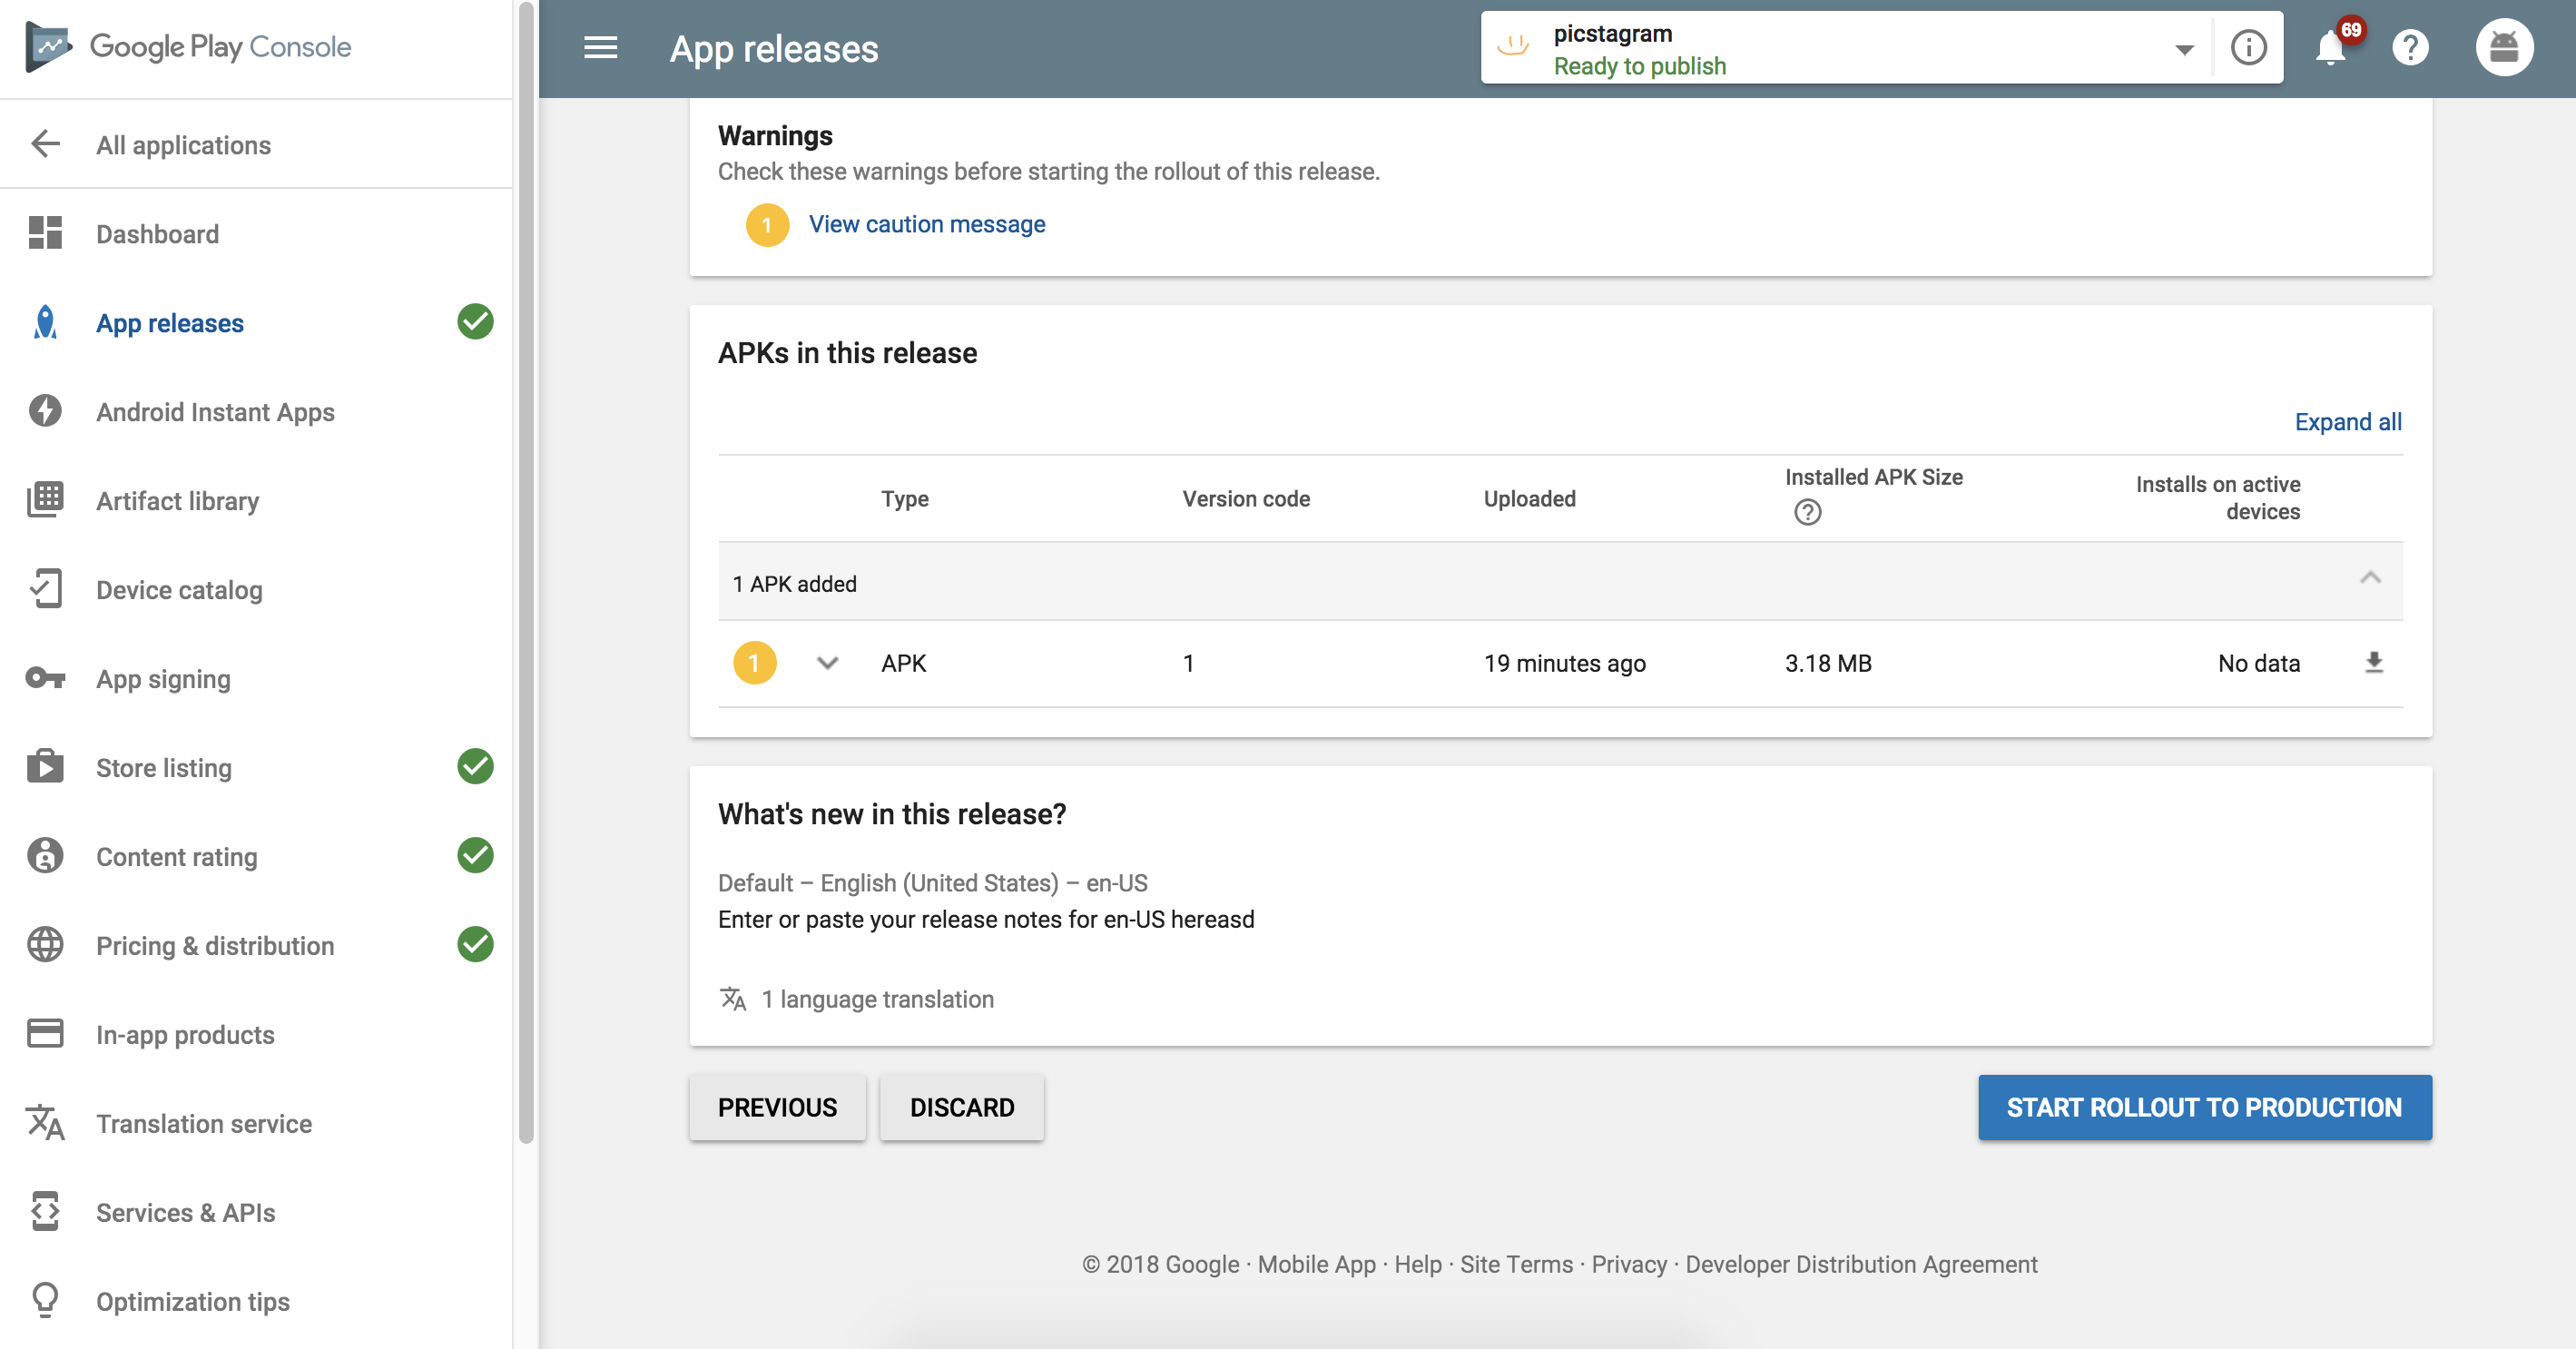 Google Play Console
All applications
Dashboard
App releases
Android Instant Apps
Artifact library
Device catalog
App signing
Store listing
Content rating
Pricing & distribution
In-app products
Translation service
Services & APIs
Optimization tips
App releases
picstagram
Ready to publish
69
Warnings
Check these warnings before starting the rollout of this release.
1 View caution message
APKs in this release
Expand all
Type Version code Uploaded Installed APK Size Installs on active devices
1 APK added
1 APK 1 19 minutes ago 3.18 MB No data
What's new in this release?
Default – English (United States) – en-US
Enter or paste your release notes for en-US hereasd
1 language translation
PREVIOUS DISCARD START ROLLOUT TO PRODUCTION
© 2018 Google · Mobile App · Help · Site Terms · Privacy · Developer Distribution Agreement